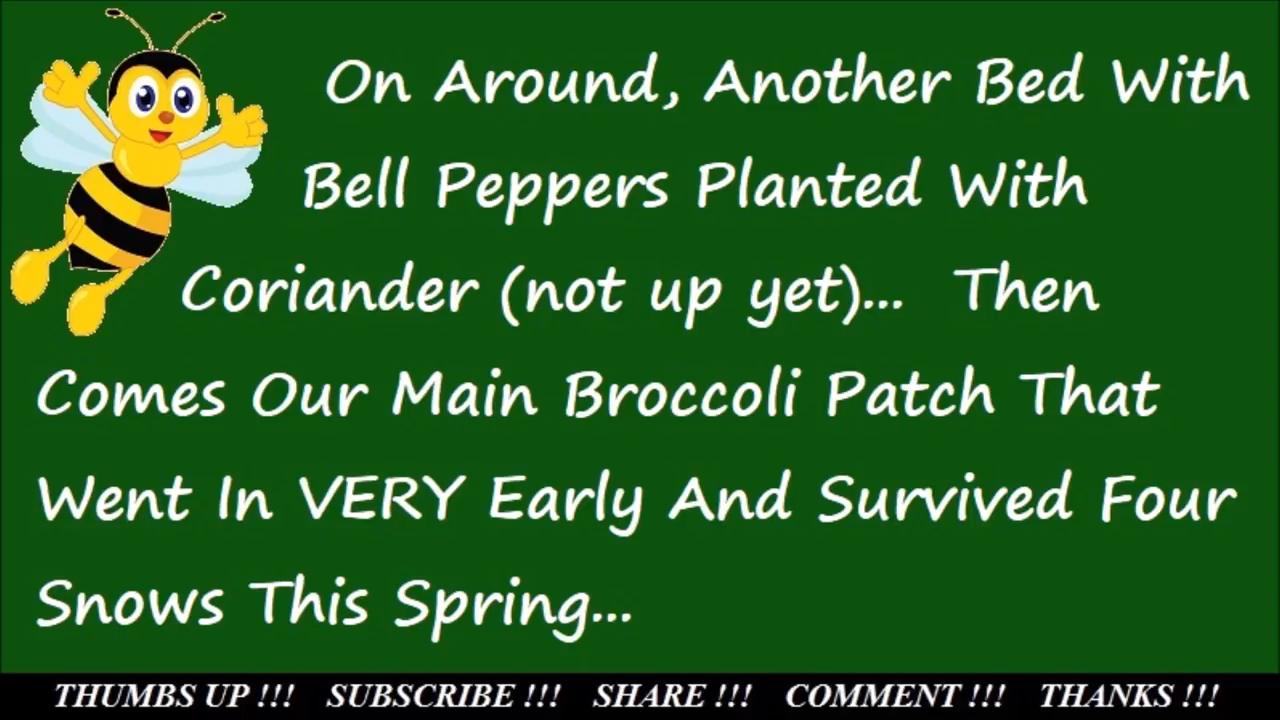 On Around, Another Bed With
Bell Peppers Planted With
Coriander (not up yet)... Then
Comes Our Main Broccoli Patch That
Went In VERY Early And Survived Four
Snows This Spring...
THUMBS UP !!! SUBSCRIBE !!! SHARE !!! COMMENT !!! THANKS !!!